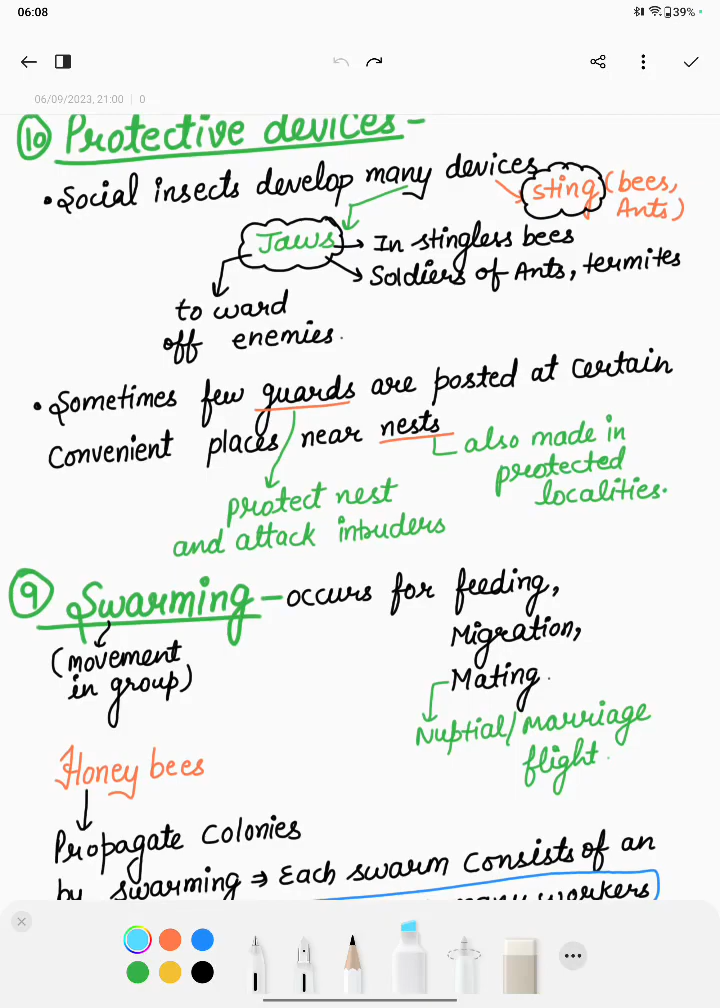 06:08
39%
06/09/2023, 21:00 | 0
10 Protective devices -
• Social insects develop many devices
sting (bees,
Ants)
Jaws → In stingless bees
Soldiers of Ants, termites
to ward
off enemies.
• Sometimes few guards are posted at certain
convenient places near nests
also made in
protected
localities.
protect nest
and attack intruders
9 Swarming - occurs for feeding,
Migration,
Mating.
(movement
in group)
Nuptial/marriage
flight.
Honey bees
Propagate Colonies
by swarming ⇒ Each swarm Consists of an
many workers